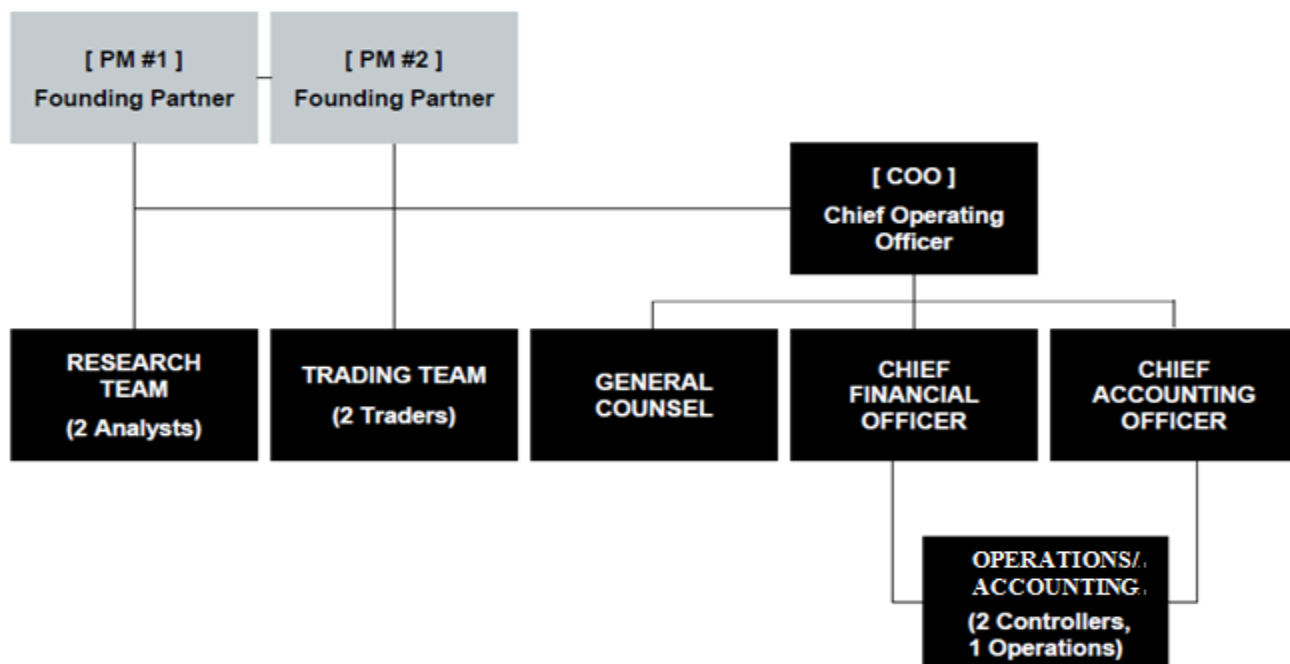 [ PM #1 ]
Founding Partner
[ PM #2 ]
Founding Partner
[ COO ]
Chief Operating
Officer
RESEARCH
TEAM
(2 Analysts)
TRADING TEAM
(2 Traders)
GENERAL
COUNSEL
CHIEF
FINANCIAL
OFFICER
CHIEF
ACCOUNTING
OFFICER
OPERATIONS/
ACCOUNTING
(2 Controllers,
1 Operations)